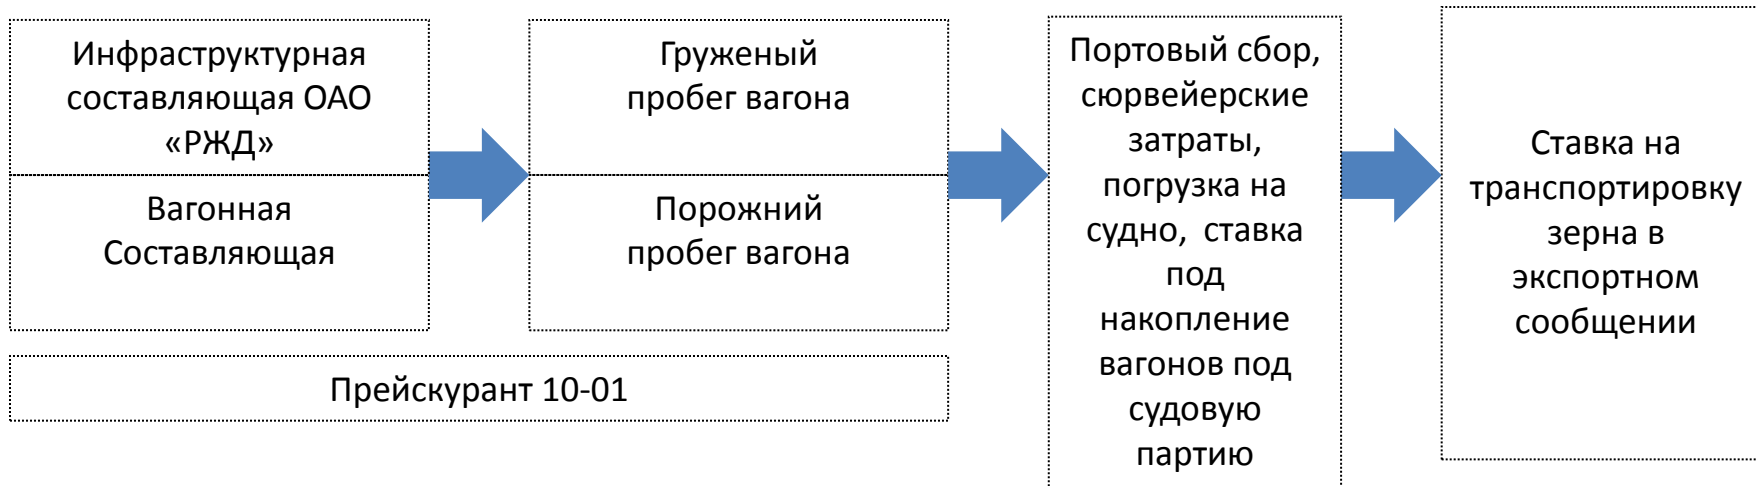 Инфраструктурная
составляющая ОАО
«РЖД»
Вагонная
Составляющая
Груженый
пробег вагона
Порожний
пробег вагона
Прейскурант 10-01
Портовый сбор,
сюрвейерские
затраты,
погрузка на
судно, ставка
под
накопление
вагонов под
судовую
партию
Ставка на
транспортировку
зерна в
экспортном
сообщении